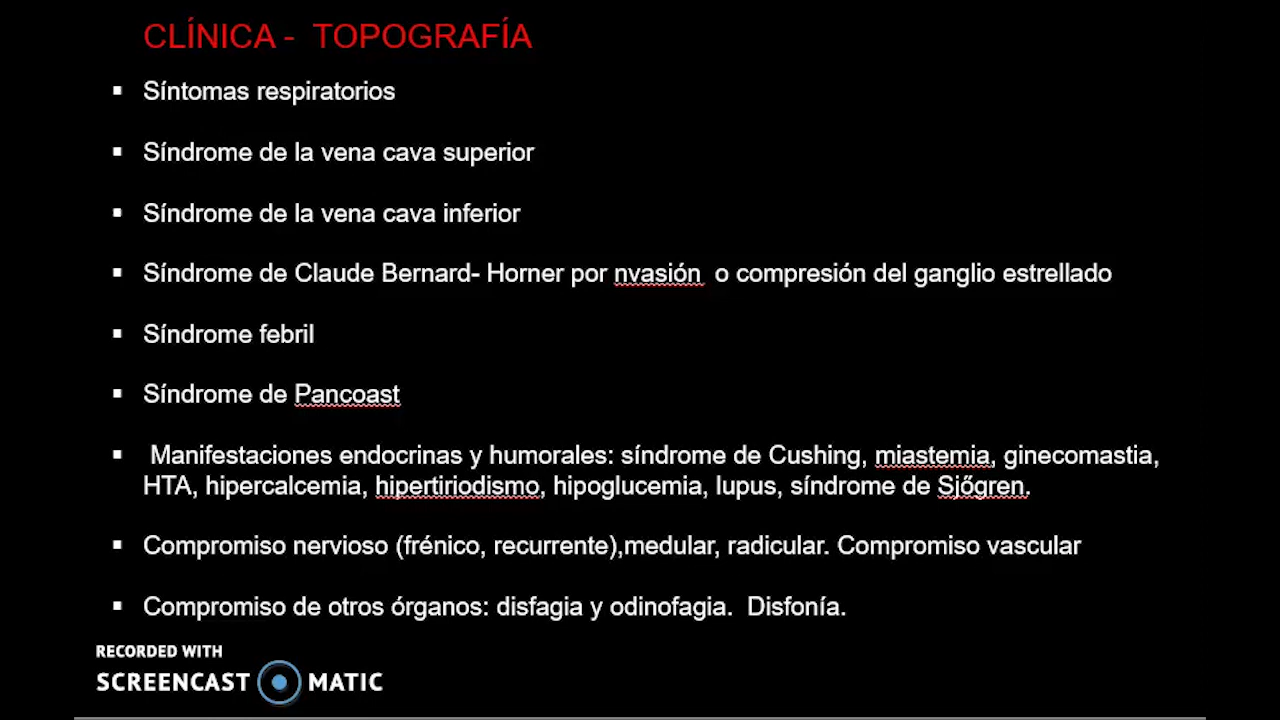 CLÍNICA - TOPOGRAFÍA
▪ Síntomas respiratorios
▪ Síndrome de la vena cava superior
▪ Síndrome de la vena cava inferior
▪ Síndrome de Claude Bernard- Horner por nvasión o compresión del ganglio estrellado
▪ Síndrome febril
▪ Síndrome de Pancoast
▪ Manifestaciones endocrinas y humorales: síndrome de Cushing, miastemia, ginecomastia,
HTA, hipercalcemia, hipertiriodismo, hipoglucemia, lupus, síndrome de Sjőgren.
▪ Compromiso nervioso (frénico, recurrente),medular, radicular. Compromiso vascular
▪ Compromiso de otros órganos: disfagia y odinofagia. Disfonía.
RECORDED WITH
SCREENCAST MATIC